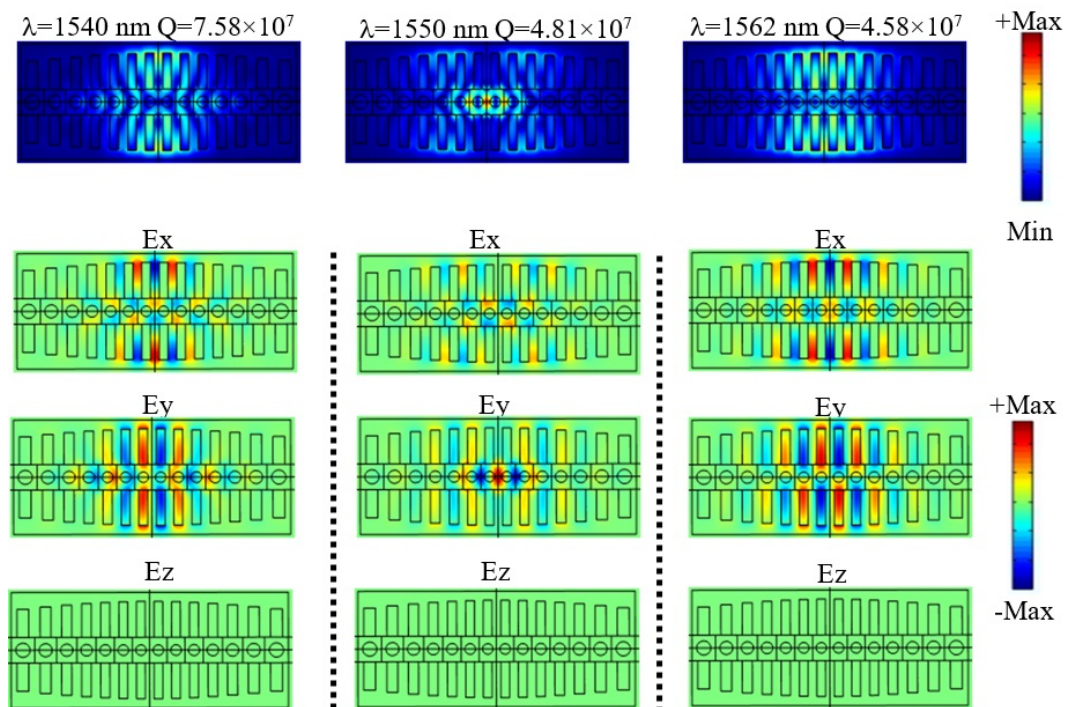 λ=1540 nm Q=7.58×10⁷ λ=1550 nm Q=4.81×10⁷ λ=1562 nm Q=4.58×10⁷ +Max
Min
Ex Ex Ex
Ey Ey Ey +Max
Ez Ez Ez
-Max